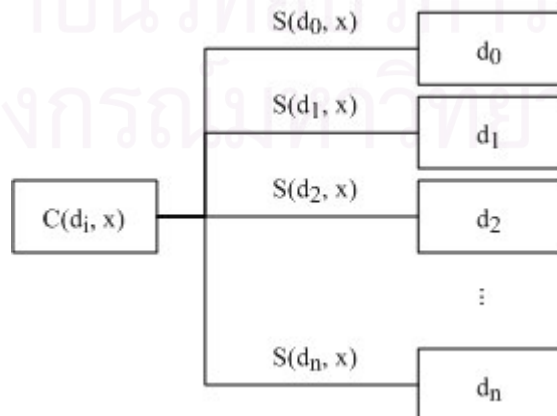 S(d₀, x)
d₀
S(d₁, x)
d₁
S(d₂, x)
C(dᵢ, x)
d₂
⋮
S(dₙ, x)
dₙ